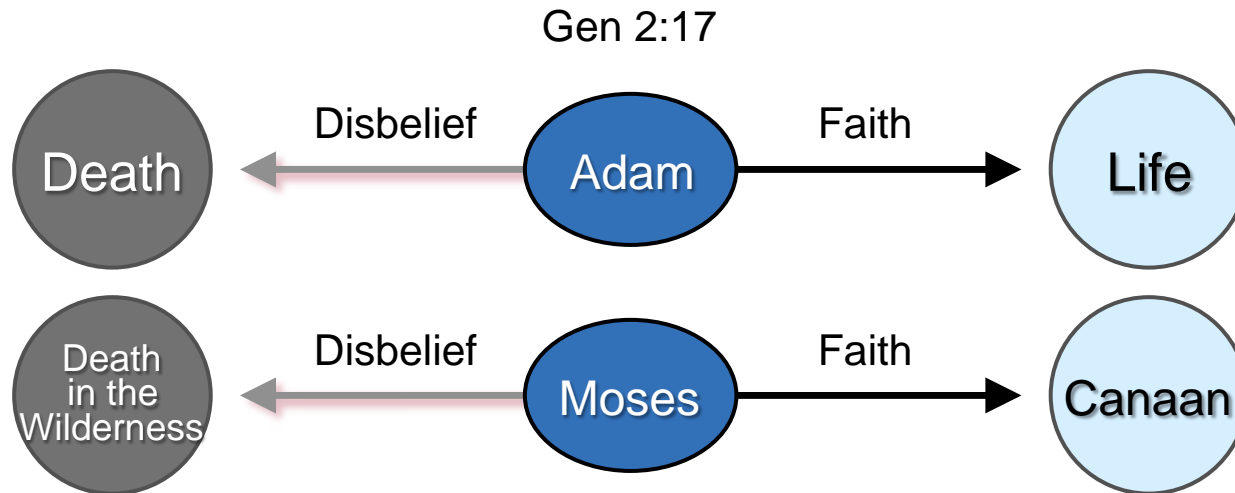 Gen 2:17
Disbelief
Faith
Death
Adam
Life
Disbelief
Faith
Death
in the
Wilderness
Moses
Canaan